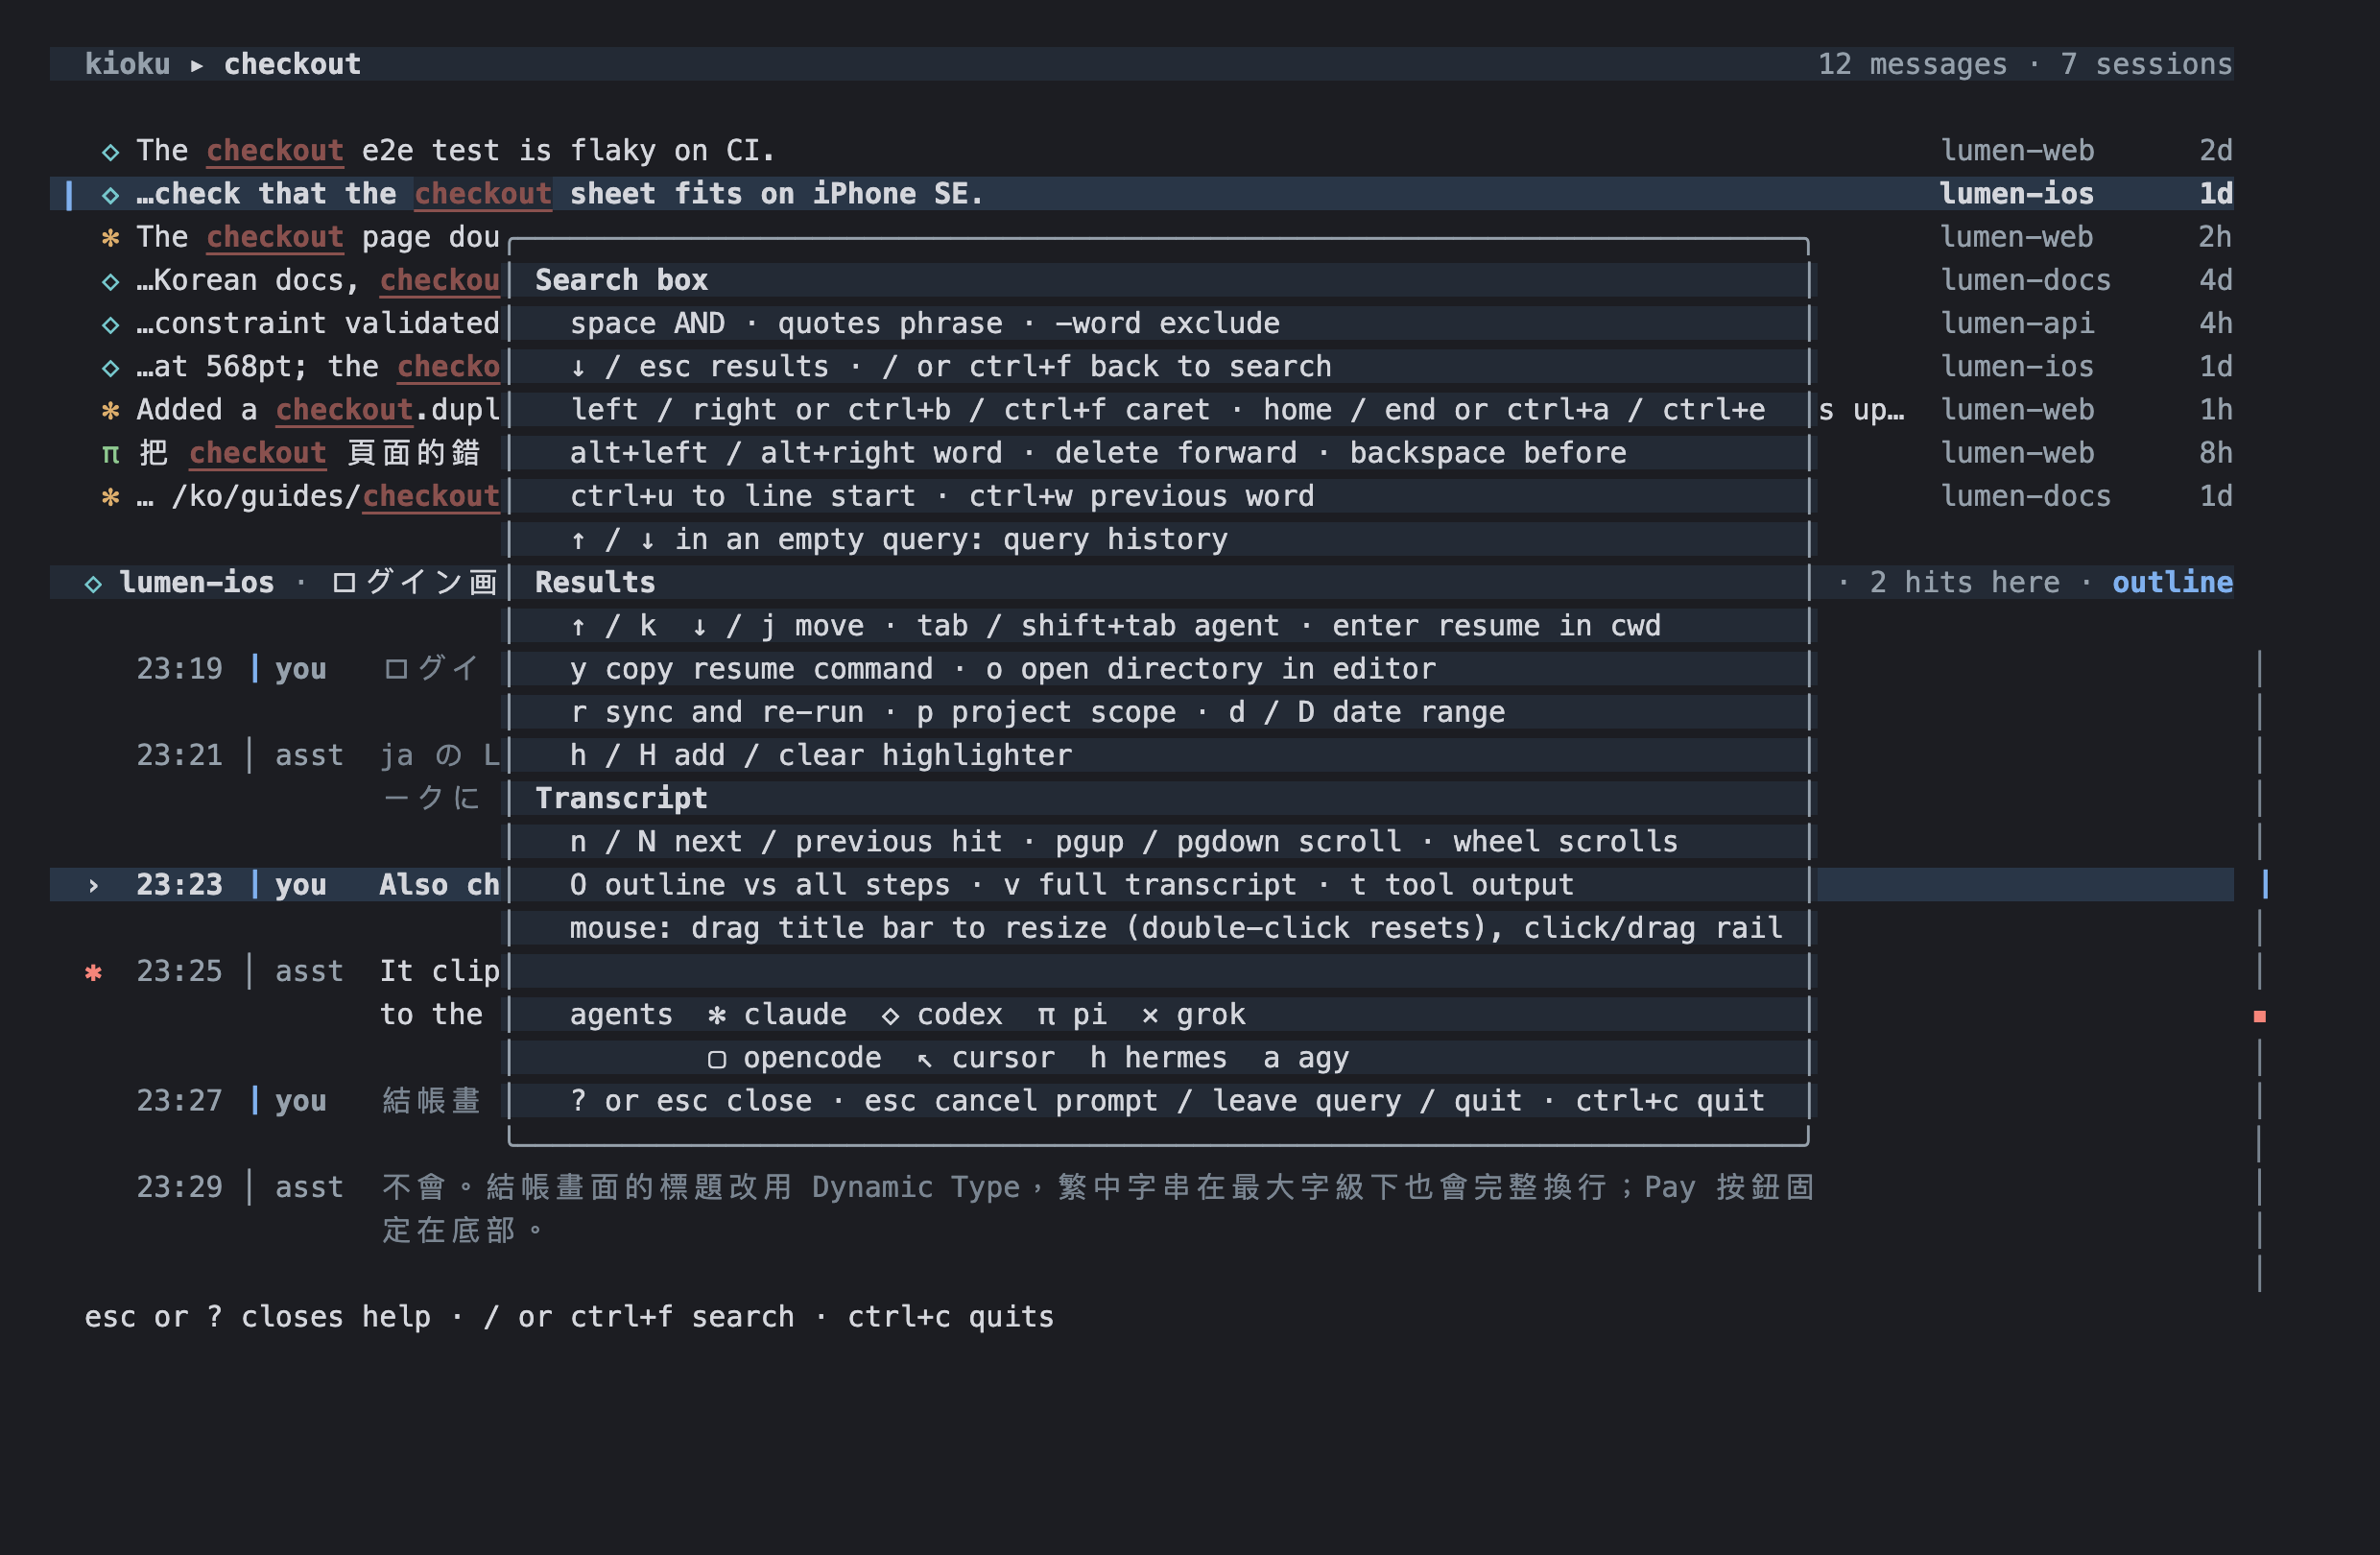 kioku ▸ checkout 12 messages · 7 sessions
◇ The checkout e2e test is flaky on CI. lumen-web 2d
◇ …check that the checkout sheet fits on iPhone SE. lumen-ios 1d
✻ The checkout page dou lumen-web 2h
Search box
◇ …Korean docs, checkou lumen-docs 4d
space AND · quotes phrase · -word exclude
◇ …constraint validated lumen-api 4h
↓ / esc results · / or ctrl+f back to search
◇ …at 568pt; the checko lumen-ios 1d
left / right or ctrl+b / ctrl+f caret · home / end or ctrl+a / ctrl+e
✻ Added a checkout.dupl s up… lumen-web 1h
alt+left / alt+right word · delete forward · backspace before
π 把 checkout 頁面的錯 lumen-web 8h
ctrl+u to line start · ctrl+w previous word
✻ … /ko/guides/checkout lumen-docs 1d
↑ / ↓ in an empty query: query history
Results
◇ lumen-ios · ログイン画 · 2 hits here · outline
↑ / k ↓ / j move · tab / shift+tab agent · enter resume in cwd
23:19 you ログイ
y copy resume command · o open directory in editor
r sync and re-run · p project scope · d / D date range
23:21 asst ja の L
h / H add / clear highlighter
ークに
Transcript
n / N next / previous hit · pgup / pgdown scroll · wheel scrolls
› 23:23 you Also ch
O outline vs all steps · v full transcript · t tool output
mouse: drag title bar to resize (double-click resets), click/drag rail
✱ 23:25 asst It clip
to the
agents ✻ claude ◇ codex π pi × grok
▢ opencode ↖ cursor h hermes a agy
23:27 you 結帳畫
? or esc close · esc cancel prompt / leave query / quit · ctrl+c quit
23:29 asst 不會。結帳畫面的標題改用 Dynamic Type，繁中字串在最大字級下也會完整換行；Pay 按鈕固
定在底部。
esc or ? closes help · / or ctrl+f search · ctrl+c quits